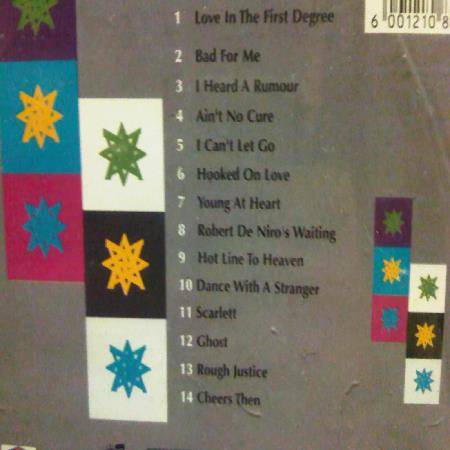 1 Love In The First Degree
6 001210 8
2 Bad For Me
3 I Heard A Rumour
4 Ain't No Cure
5 I Can't Let Go
6 Hooked On Love
7 Young At Heart
8 Robert De Niro's Waiting
9 Hot Line To Heaven
10 Dance With A Stranger
11 Scarlett
12 Ghost
13 Rough Justice
14 Cheers Then